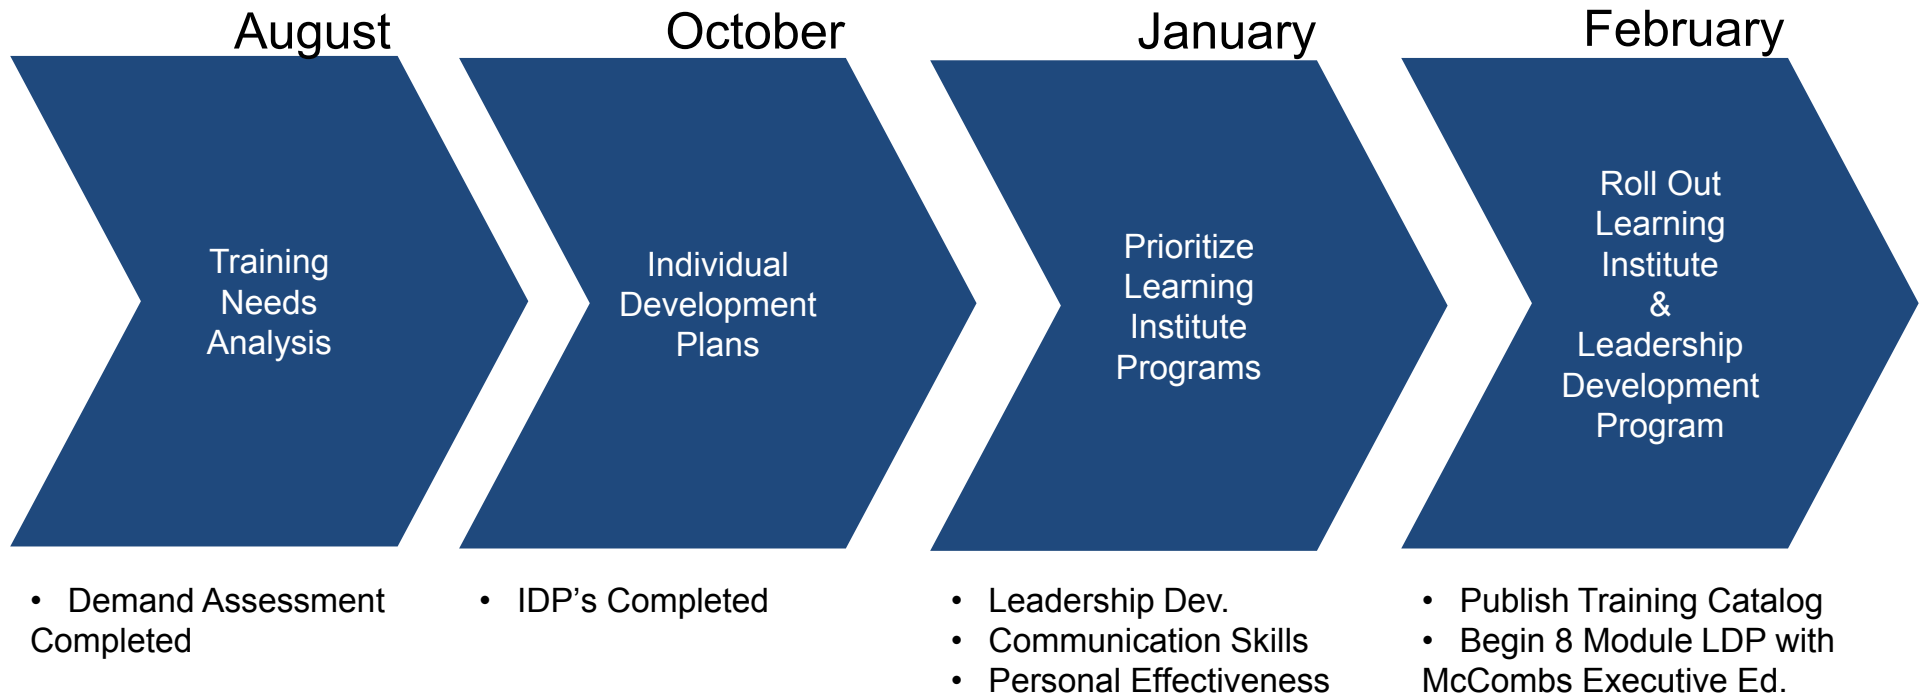 August
Training
Needs
Analysis
• Demand Assessment
Completed
October
Individual
Development
Plans
• IDP's Completed
January
Prioritize
Learning
Institute
Programs
• Leadership Dev.
• Communication Skills
• Personal Effectiveness
February
Roll Out
Learning
Institute
&
Leadership
Development
Program
• Publish Training Catalog
• Begin 8 Module LDP with
McCombs Executive Ed.